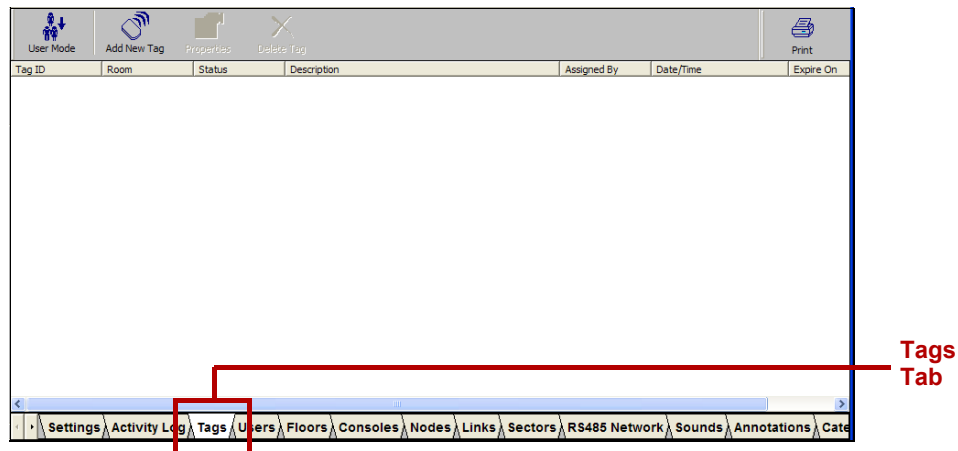 User Mode Add New Tag Properties Delete Tag Print
Tag ID Room Status Description Assigned By Date/Time Expire On
Tags
Tab
Settings Activity Log Tags Users Floors Consoles Nodes Links Sectors RS485 Network Sounds Annotations Cate